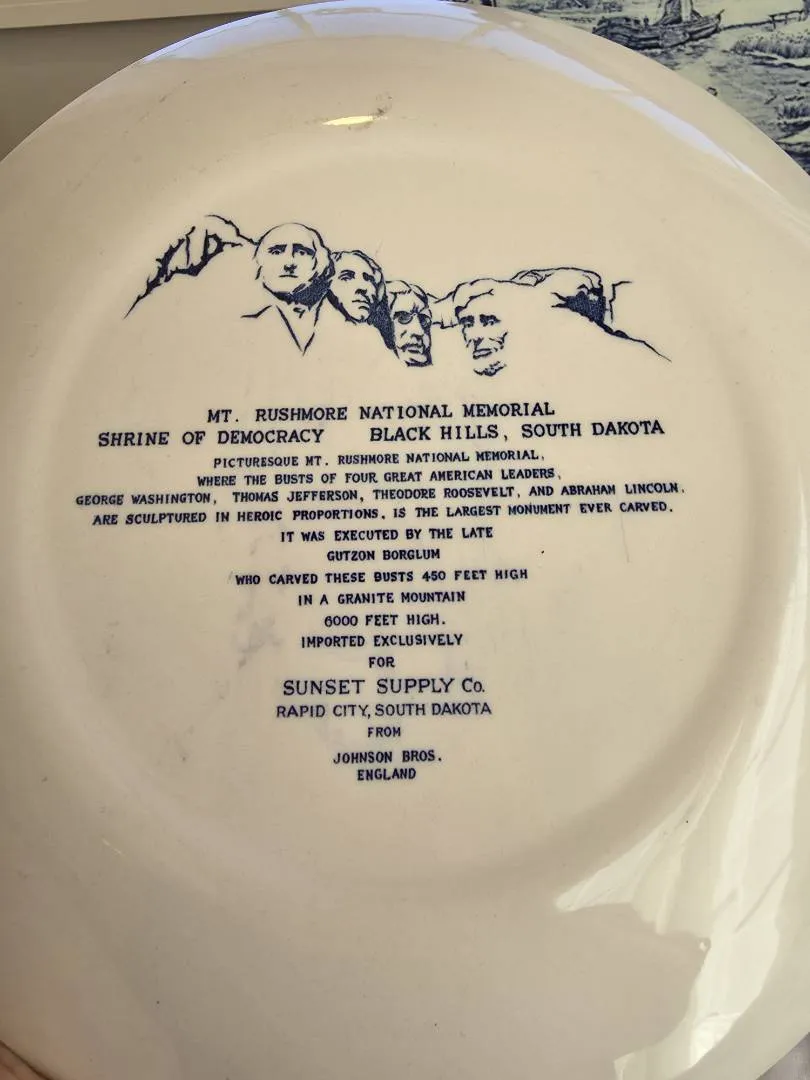 MT. RUSHMORE NATIONAL MEMORIAL
SHRINE OF DEMOCRACY BLACK HILLS, SOUTH DAKOTA
PICTURESQUE MT. RUSHMORE NATIONAL MEMORIAL,
WHERE THE BUSTS OF FOUR GREAT AMERICAN LEADERS,
GEORGE WASHINGTON, THOMAS JEFFERSON, THEODORE ROOSEVELT, AND ABRAHAM LINCOLN,
ARE SCULPTURED IN HEROIC PROPORTIONS, IS THE LARGEST MONUMENT EVER CARVED.
IT WAS EXECUTED BY THE LATE
GUTZON BORGLUM
WHO CARVED THESE BUSTS 450 FEET HIGH
IN A GRANITE MOUNTAIN
6000 FEET HIGH.
IMPORTED EXCLUSIVELY
FOR
SUNSET SUPPLY Co.
RAPID CITY, SOUTH DAKOTA
FROM
JOHNSON BROS.
ENGLAND